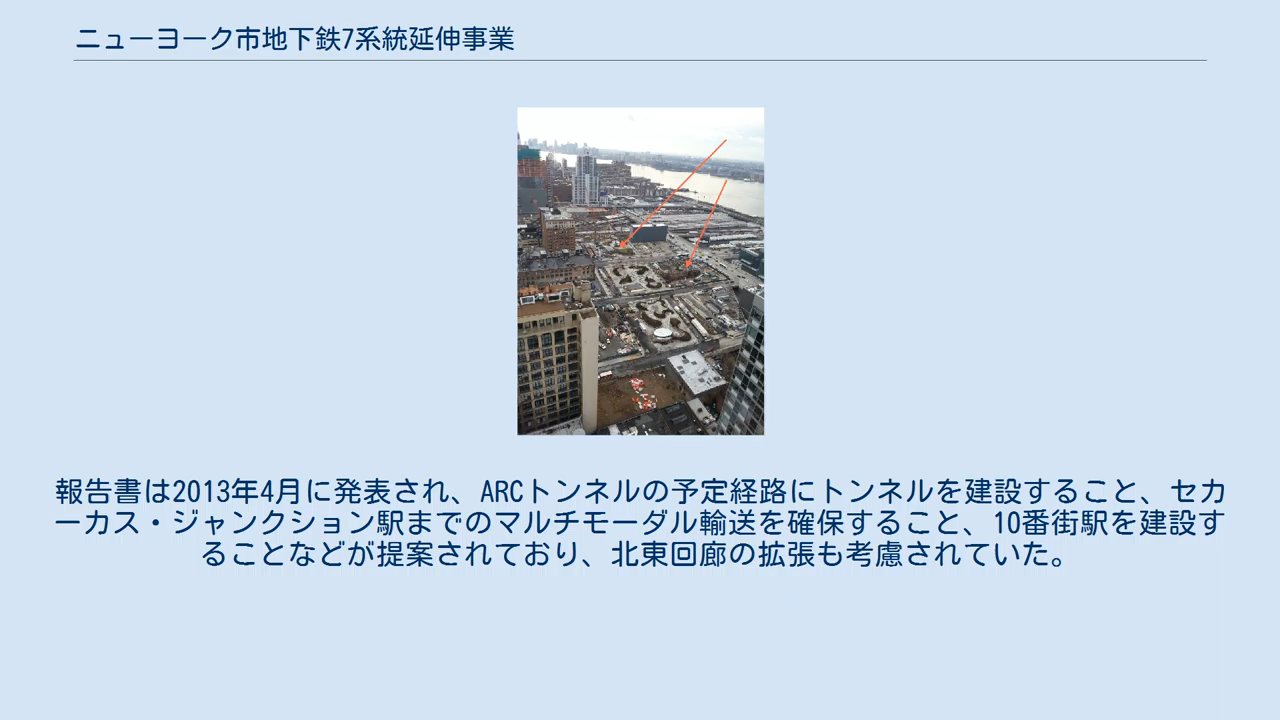 ニューヨーク市地下鉄7系統延伸事業
報告書は2013年4月に発表され、ARCトンネルの予定経路にトンネルを建設すること、セカ
ーカス・ジャンクション駅までのマルチモーダル輸送を確保すること、10番街駅を建設す
ることなどが提案されており、北東回廊の拡張も考慮されていた。